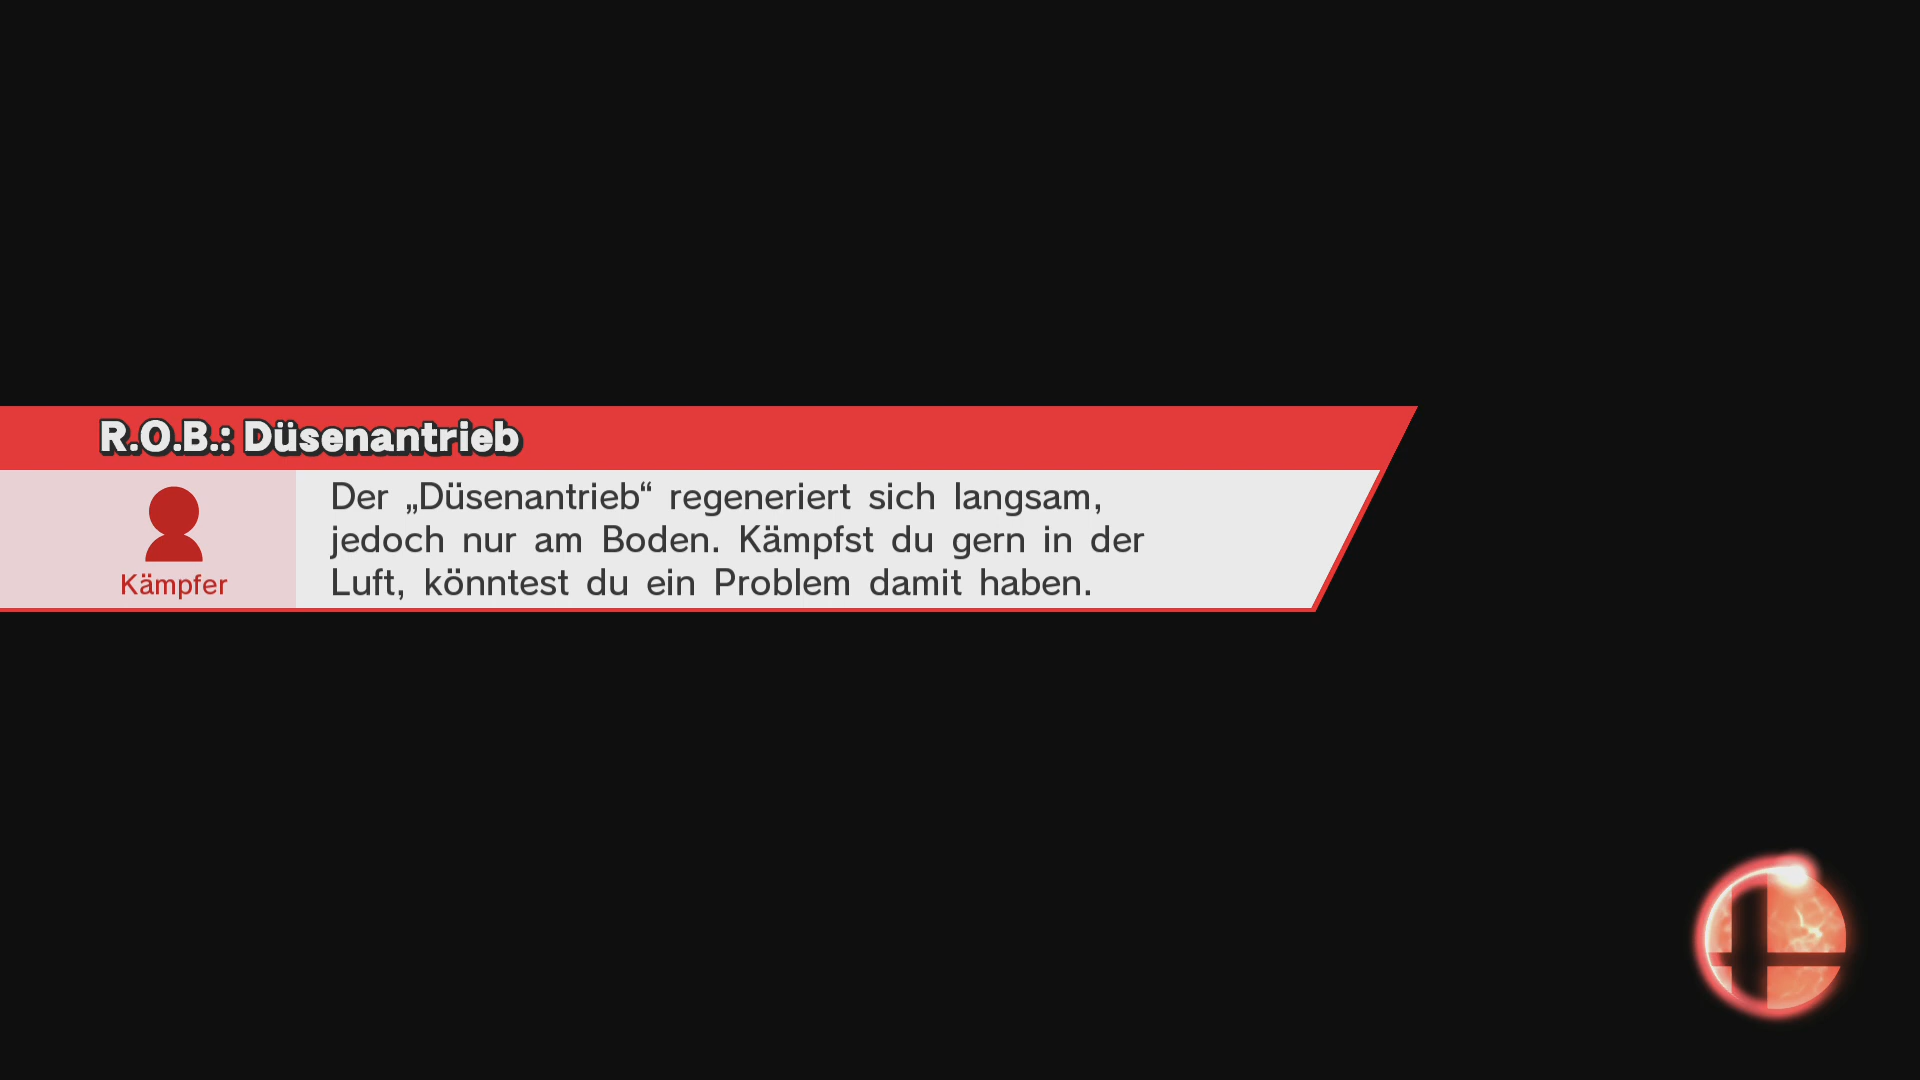 R.O.B.: Düsenantrieb
Kämpfer
Der „Düsenantrieb“ regeneriert sich langsam,
jedoch nur am Boden. Kämpfst du gern in der
Luft, könntest du ein Problem damit haben.